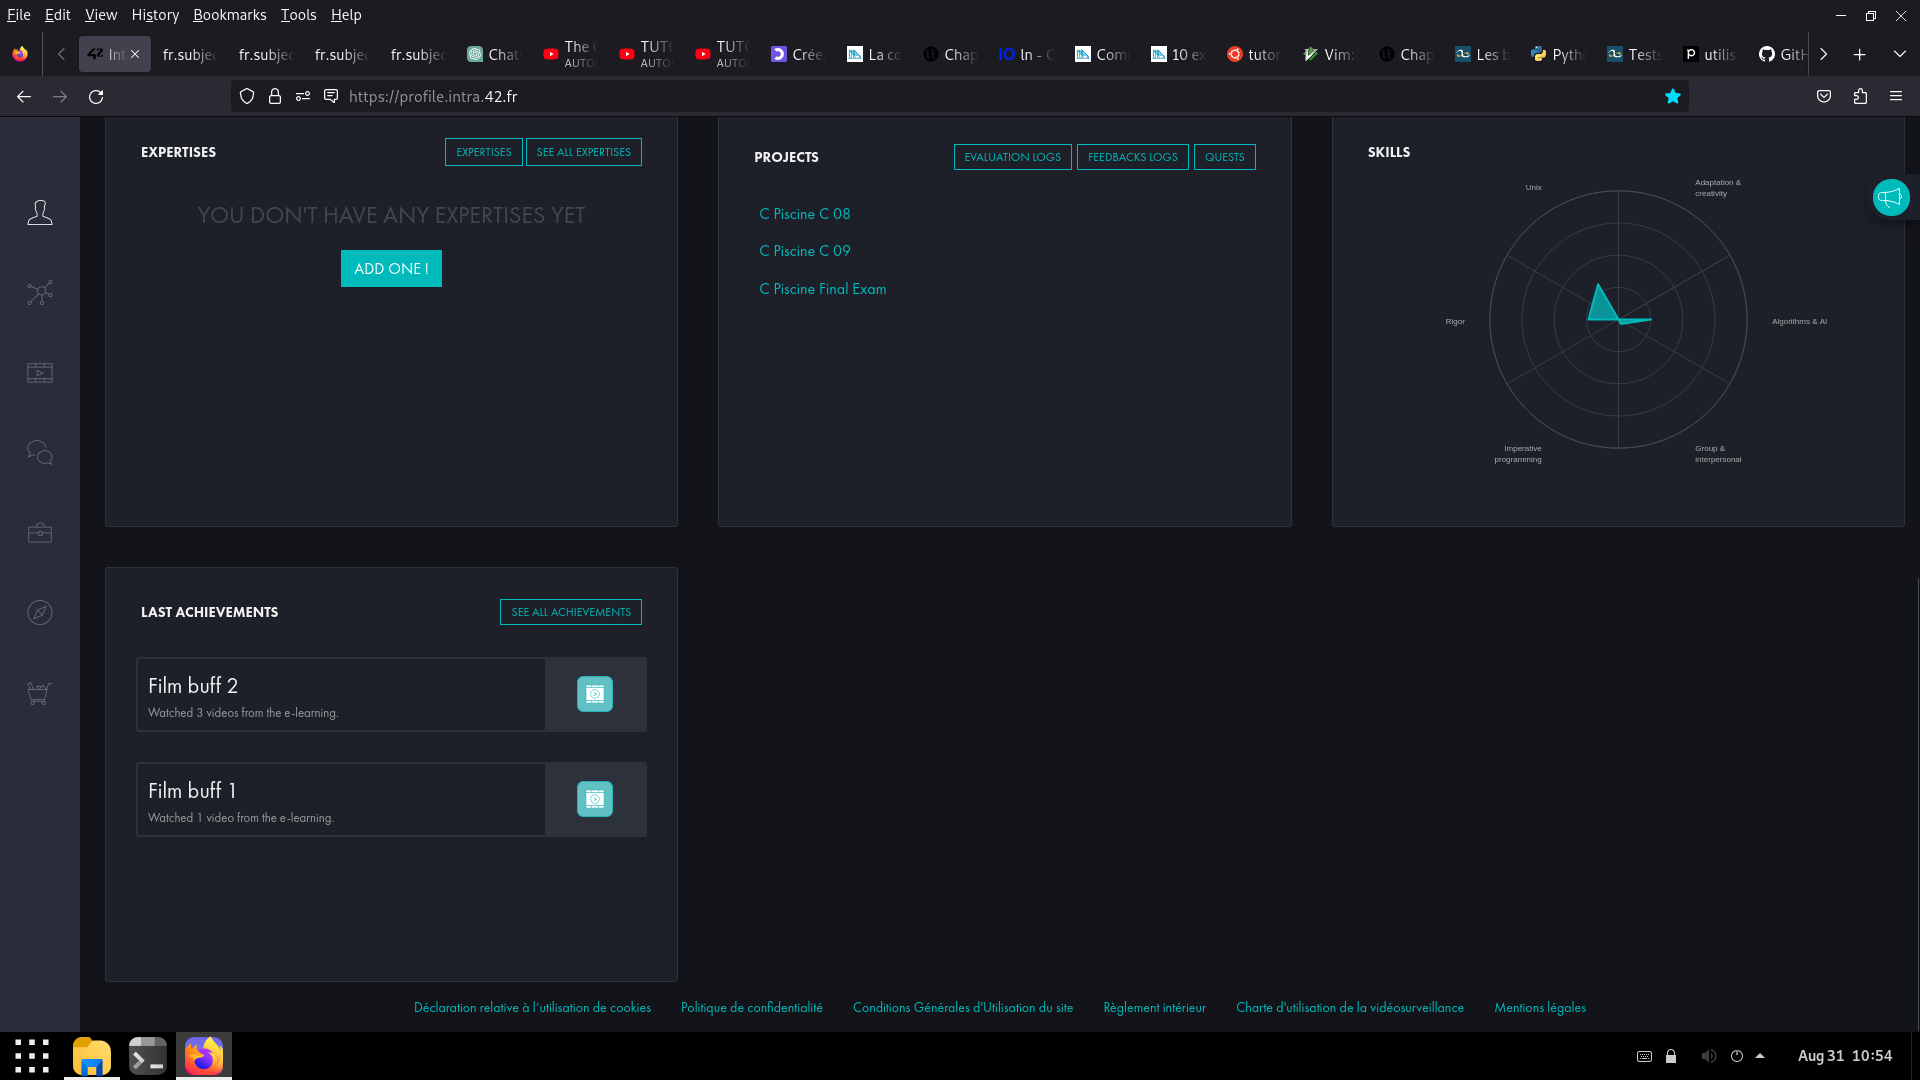 File Edit View History Bookmarks Tools Help
Int
fr.subjec
fr.subjec
fr.subjec
fr.subjec
Chat
The
AUTO
TUT
AUTO
TUT
AUTO
Crée
La co
Chap
ln - C
Com
10 ex
tutor
Vim:
Chap
Les b
Pyth
Tests
utilis
GitH
https://profile.intra.42.fr
EXPERTISES
EXPERTISES
SEE ALL EXPERTISES
YOU DON'T HAVE ANY EXPERTISES YET
ADD ONE !
PROJECTS
EVALUATION LOGS
FEEDBACKS LOGS
QUESTS
C Piscine C 08
C Piscine C 09
C Piscine Final Exam
SKILLS
Unix
Adaptation &
creativity
Rigor
Algorithms & AI
Imperative
programming
Group &
interpersonal
LAST ACHIEVEMENTS
SEE ALL ACHIEVEMENTS
Film buff 2
Watched 3 videos from the e-learning.
Film buff 1
Watched 1 video from the e-learning.
Déclaration relative à l'utilisation de cookies
Politique de confidentialité
Conditions Générales d'Utilisation du site
Règlement intérieur
Charte d'utilisation de la vidéosurveillance
Mentions légales
Aug 31 10:54